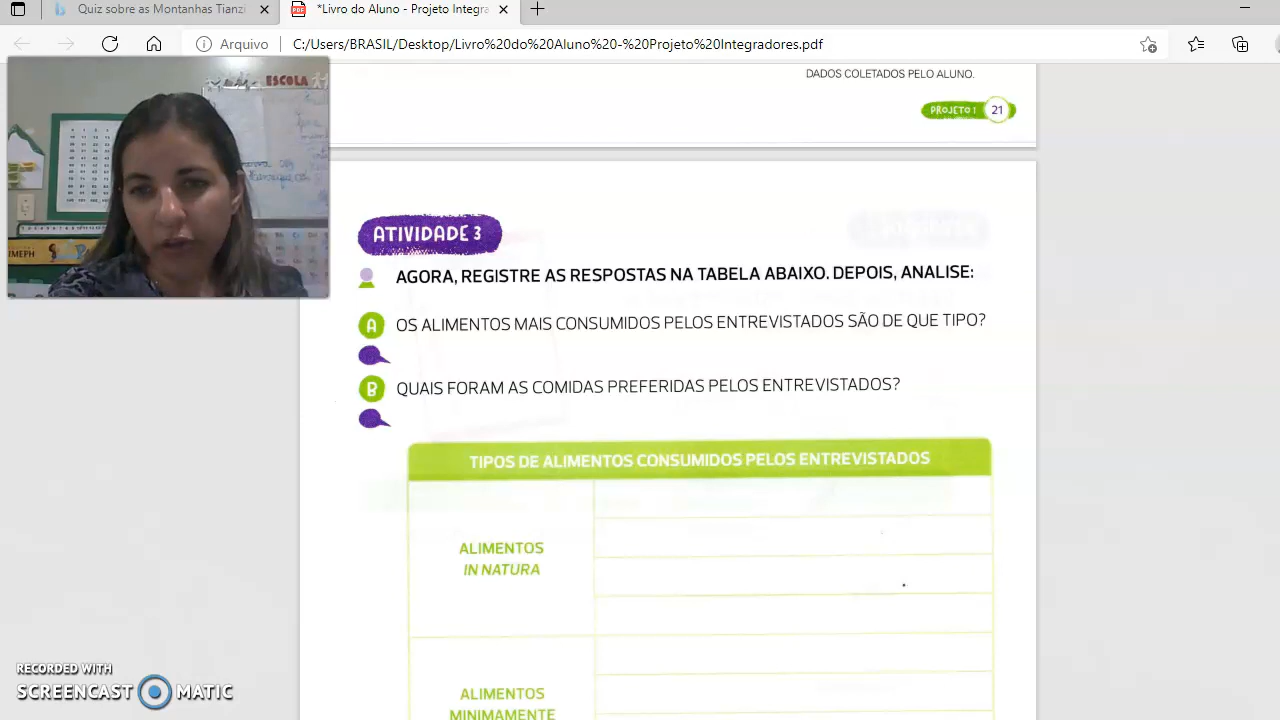 Quiz sobre as Montanhas Tianzi
*Livro do Aluno - Projeto Integra
Arquivo
C:/Users/BRASIL/Desktop/Livro%20do%20Aluno%20-%20Projeto%20Integradores.pdf
DADOS COLETADOS PELO ALUNO.
PROJETO 1 21
ESCOLA
ATIVIDADE 3
AGORA, REGISTRE AS RESPOSTAS NA TABELA ABAIXO. DEPOIS, ANALISE:
A OS ALIMENTOS MAIS CONSUMIDOS PELOS ENTREVISTADOS SÃO DE QUE TIPO?
B QUAIS FORAM AS COMIDAS PREFERIDAS PELOS ENTREVISTADOS?
TIPOS DE ALIMENTOS CONSUMIDOS PELOS ENTREVISTADOS
ALIMENTOS
IN NATURA
ALIMENTOS
MINIMAMENTE
RECORDED WITH
SCREENCAST MATIC